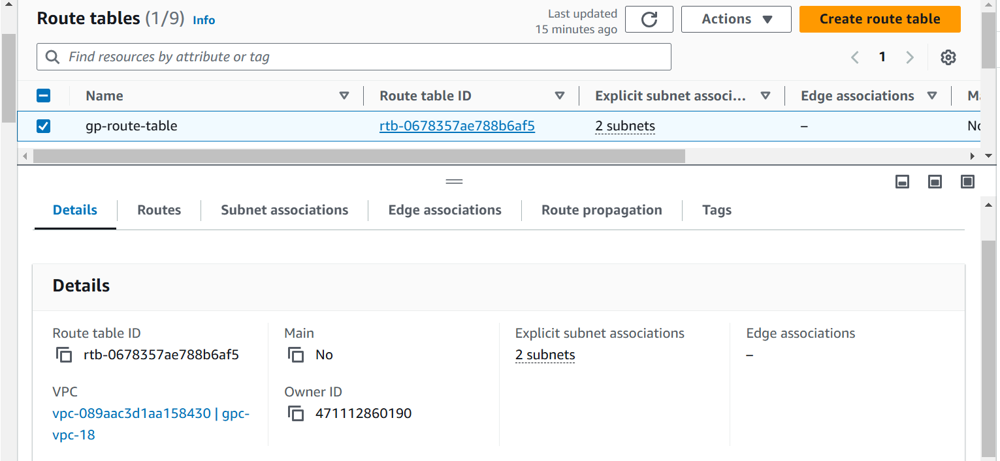 Route tables (1/9) Info
Last updated
15 minutes ago
Actions
Create route table
Find resources by attribute or tag
1
Name
Route table ID
Explicit subnet associ...
Edge associations
gp-route-table
rtb-0678357ae788b6af5
2 subnets
–
Details
Routes
Subnet associations
Edge associations
Route propagation
Tags
Details
Route table ID
rtb-0678357ae788b6af5
Main
No
Explicit subnet associations
2 subnets
Edge associations
–
VPC
vpc-089aac3d1aa158430 | gpc-
vpc-18
Owner ID
471112860190